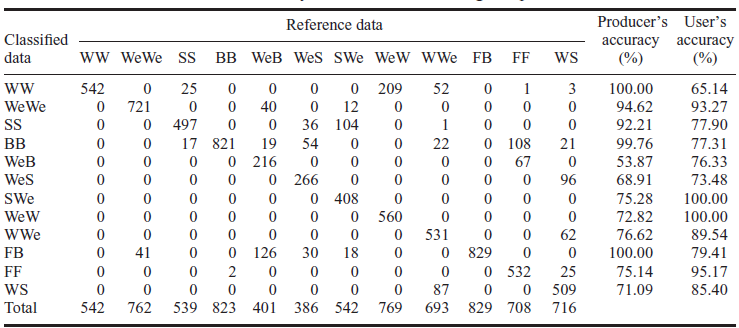 Reference data Producer's User's
Classified accuracy accuracy
data WW WeWe SS BB WeB WeS SWe WeW WWe FB FF WS (%) (%)
WW 542 0 25 0 0 0 0 209 52 0 1 3 100.00 65.14
WeWe 0 721 0 0 40 0 12 0 0 0 0 0 94.62 93.27
SS 0 0 497 0 0 36 104 0 1 0 0 0 92.21 77.90
BB 0 0 17 821 19 54 0 0 22 0 108 21 99.76 77.31
WeB 0 0 0 0 216 0 0 0 0 0 67 0 53.87 76.33
WeS 0 0 0 0 0 266 0 0 0 0 0 96 68.91 73.48
SWe 0 0 0 0 0 0 408 0 0 0 0 0 75.28 100.00
WeW 0 0 0 0 0 0 0 560 0 0 0 0 72.82 100.00
WWe 0 0 0 0 0 0 0 0 531 0 0 62 76.62 89.54
FB 0 41 0 0 126 30 18 0 0 829 0 0 100.00 79.41
FF 0 0 0 2 0 0 0 0 0 0 532 25 75.14 95.17
WS 0 0 0 0 0 0 0 0 87 0 0 509 71.09 85.40
Total 542 762 539 823 401 386 542 769 693 829 708 716